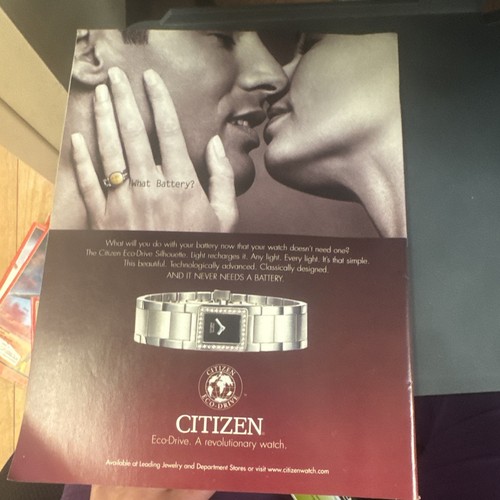 What Battery?
What will you do with your battery now that your watch doesn't need one?
The Citizen Eco-Drive Silhouette. Light recharges it. Any light. Every light. It's that simple.
This beautiful. Technologically advanced. Classically designed.
AND IT NEVER NEEDS A BATTERY.
CITIZEN
ECO-DRIVE
CITIZEN
Eco-Drive. A revolutionary watch.
Available at Leading Jewelry and Department Stores or visit www.citizenwatch.com